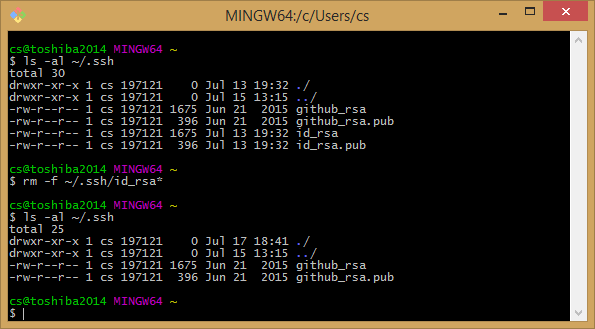 MINGW64:/c/Users/cs
cs@toshiba2014 MINGW64 ~
$ ls -al ~/.ssh
total 30
drwxr-xr-x 1 cs 197121    0 Jul 13 19:32 ./
drwxr-xr-x 1 cs 197121    0 Jul 15 13:15 ../
-rw-r--r-- 1 cs 197121 1675 Jun 21  2015 github_rsa
-rw-r--r-- 1 cs 197121  396 Jun 21  2015 github_rsa.pub
-rw-r--r-- 1 cs 197121 1675 Jul 13 19:32 id_rsa
-rw-r--r-- 1 cs 197121  396 Jul 13 19:32 id_rsa.pub
cs@toshiba2014 MINGW64 ~
$ rm -f ~/.ssh/id_rsa*
cs@toshiba2014 MINGW64 ~
$ ls -al ~/.ssh
total 25
drwxr-xr-x 1 cs 197121    0 Jul 17 18:41 ./
drwxr-xr-x 1 cs 197121    0 Jul 15 13:15 ../
-rw-r--r-- 1 cs 197121 1675 Jun 21  2015 github_rsa
-rw-r--r-- 1 cs 197121  396 Jun 21  2015 github_rsa.pub
cs@toshiba2014 MINGW64 ~
$